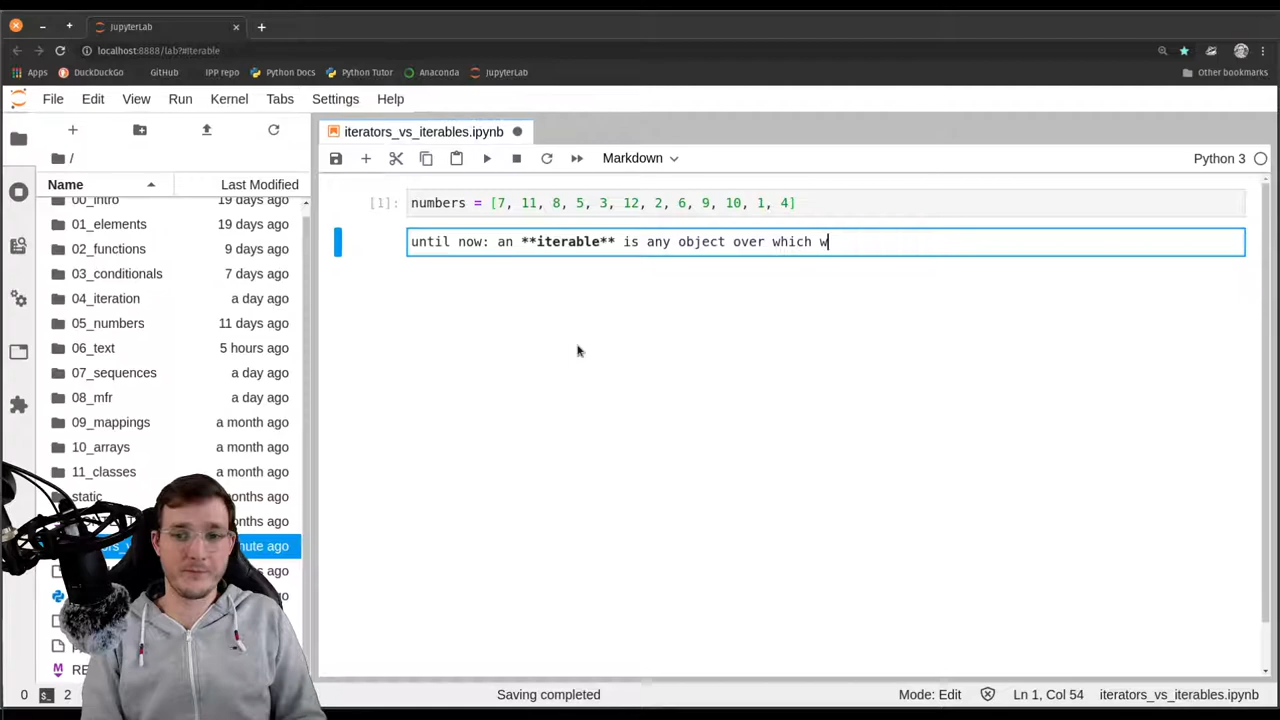 JupyterLab
localhost:8888/lab?#Iterable
Apps DuckDuckGo GitHub IPP repo Python Docs Python Tutor Anaconda JupyterLab Other bookmarks
File Edit View Run Kernel Tabs Settings Help
iterators_vs_iterables.ipynb
/
Markdown Python 3
Name Last Modified
00_intro 19 days ago
01_elements 19 days ago
02_functions 9 days ago
03_conditionals 7 days ago
04_iteration a day ago
05_numbers 11 days ago
06_text 5 hours ago
07_sequences a day ago
08_mfr a day ago
09_mappings a month ago
10_arrays a month ago
11_classes a month ago
static
[1]: numbers = [7, 11, 8, 5, 3, 12, 2, 6, 9, 10, 1, 4]
until now: an **iterable** is any object over which w
0 2 Saving completed Mode: Edit Ln 1, Col 54 iterators_vs_iterables.ipynb